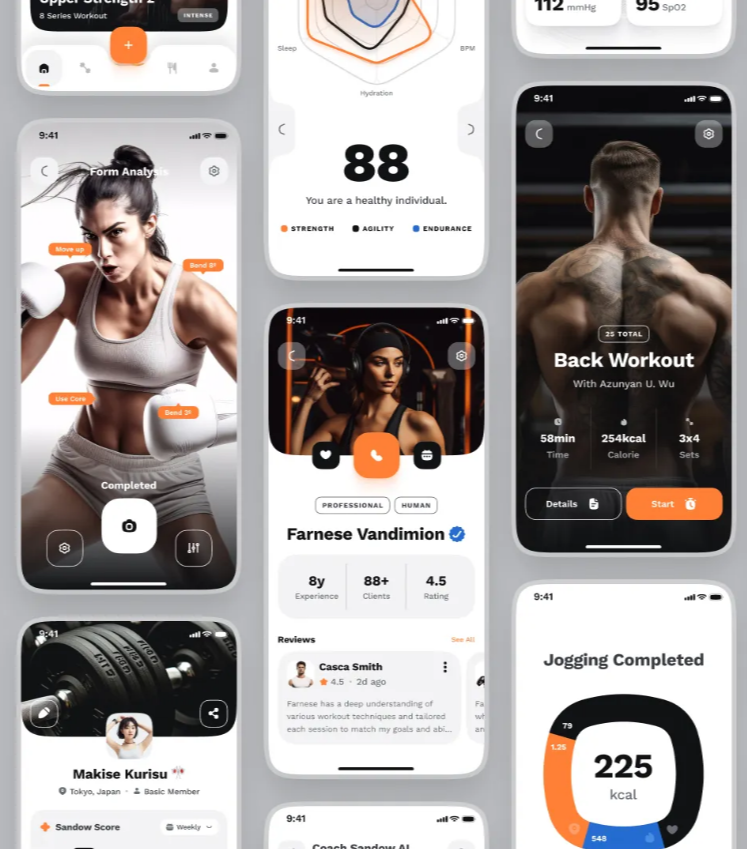 Upper Strength 2
8 Series Workout
INTENSE
+
9:41
Form Analysis
Move up
Use Core
Completed
9:41
Makise Kurisu
Tokyo, Japan · Basic Member
Sandow Score
Weekly
Sleep
BPM
Hydration
88
You are a healthy individual.
STRENGTH
AGILITY
ENDURANCE
9:41
PROFESSIONAL
HUMAN
Farnese Vandimion
8y
Experience
88+
Clients
4.5
Rating
Reviews
See All
Casca Smith
4.5 · 2d ago
Farnese has a deep understanding of
various workout techniques and tailored
each session to match my goals and abi...
Fa
wh
an
9:41
Coach Sandow AI
112 mmHg
95 SpO2
9:41
25 TOTAL
Back Workout
With Azunyan U. Wu
58min
Time
254kcal
Calorie
3x4
Sets
Details
Start
9:41
Jogging Completed
79
1.25
225
kcal
548